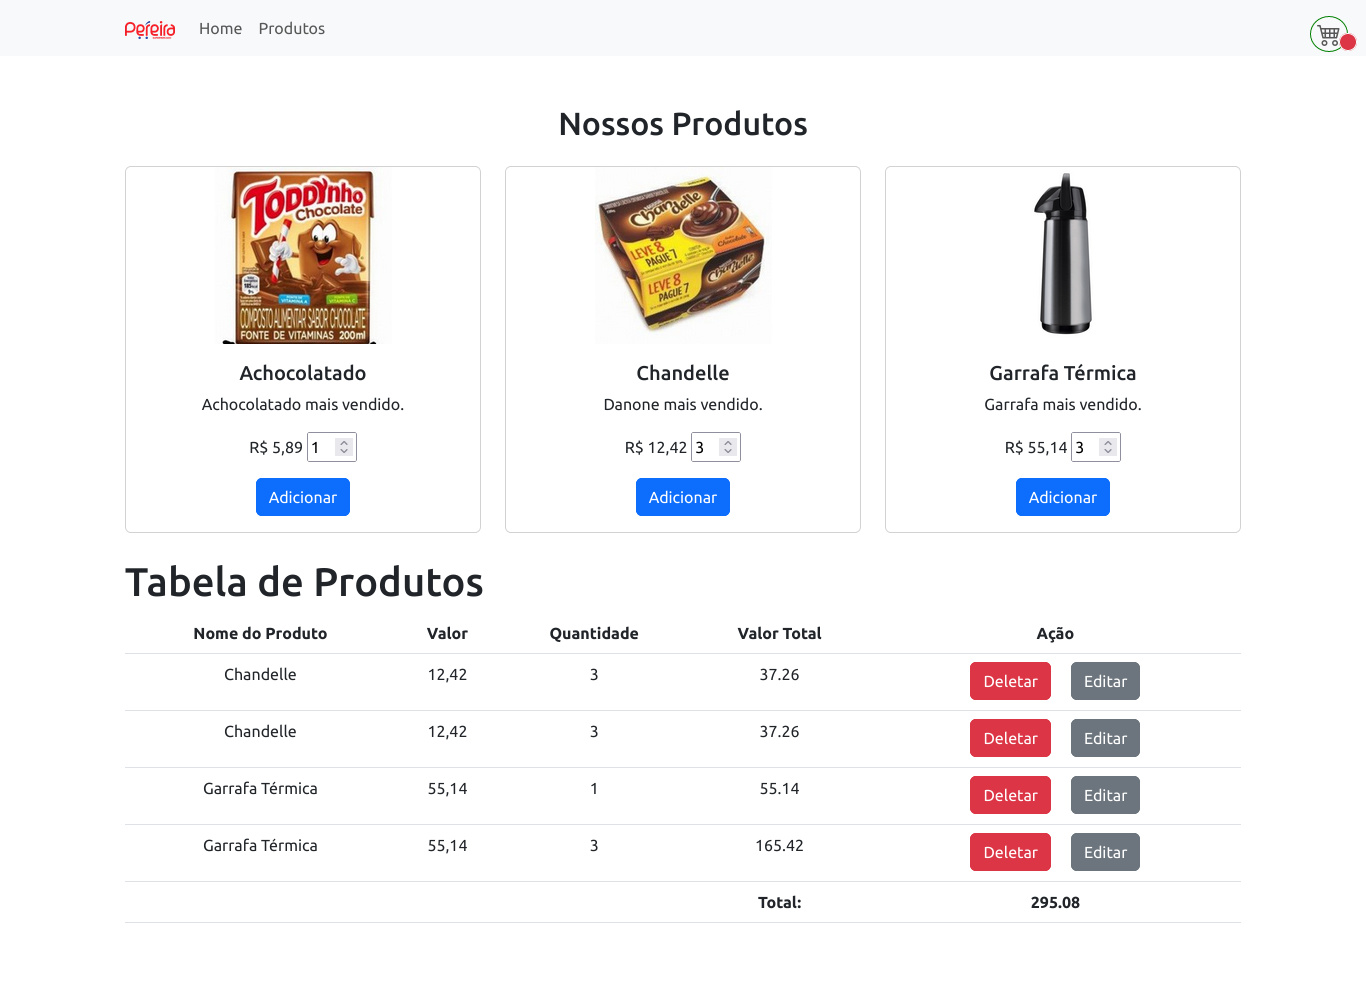 Pereira Home Produtos
Nossos Produtos
TODDYnho
Chocolate
COMPOSTO ALIMENTAR SABOR CHOCOLATE
FONTE DE VITAMINAS 200ml
Chandelle
Chocolate
LEVE 8
PAGUE 7
LEVE 8
PAGUE 7
Chandelle
Achocolatado
Achocolatado mais vendido.
R$ 5,89 1
Adicionar
Chandelle
Danone mais vendido.
R$ 12,42 3
Adicionar
Garrafa Térmica
Garrafa mais vendido.
R$ 55,14 3
Adicionar
Tabela de Produtos
Nome do Produto Valor Quantidade Valor Total Ação
Chandelle 12,42 3 37.26 Deletar Editar
Chandelle 12,42 3 37.26 Deletar Editar
Garrafa Térmica 55,14 1 55.14 Deletar Editar
Garrafa Térmica 55,14 3 165.42 Deletar Editar
Total: 295.08